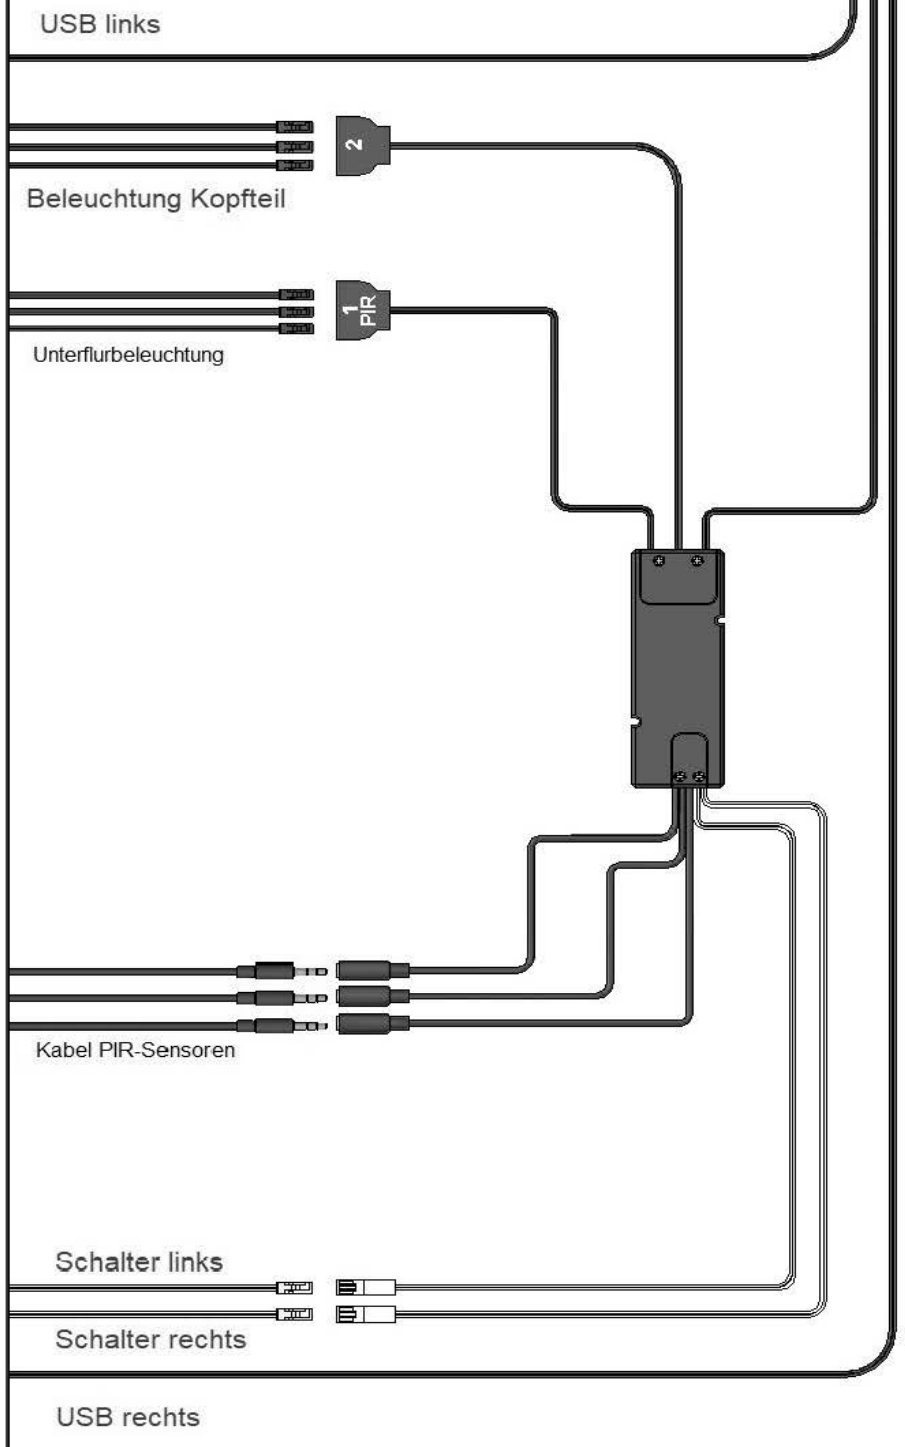 USB links
2
Beleuchtung Kopfteil
1
PIR
Unterflurbeleuchtung
Kabel PIR-Sensoren
Schalter links
Schalter rechts
USB rechts